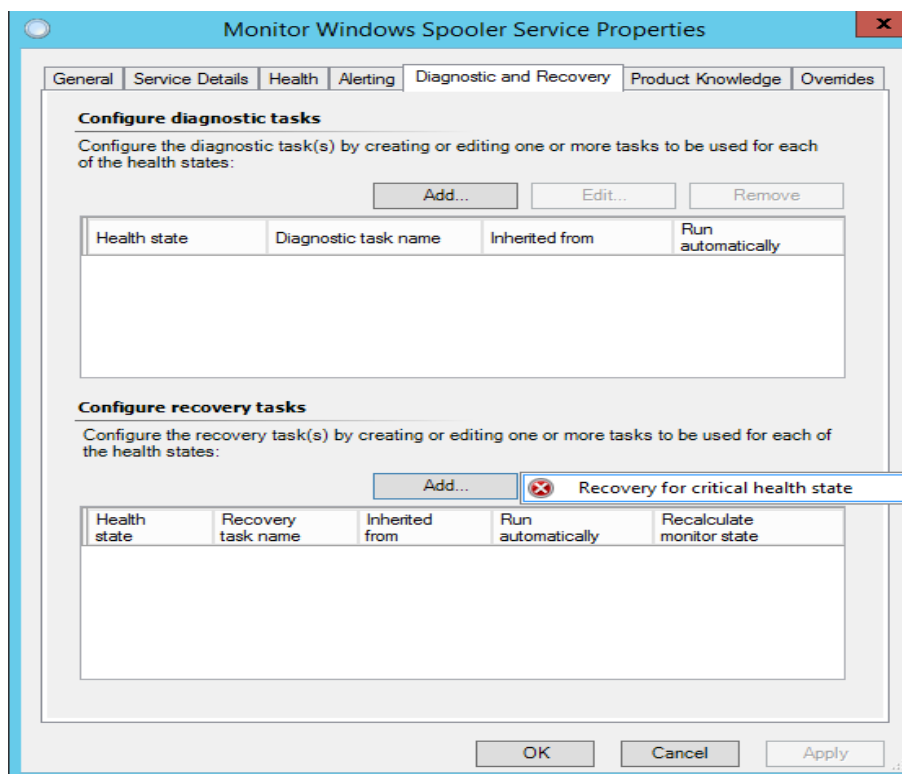 Monitor Windows Spooler Service Properties
x
General Service Details Health Alerting Diagnostic and Recovery Product Knowledge Overrides
Configure diagnostic tasks
Configure the diagnostic task(s) by creating or editing one or more tasks to be used for each
of the health states:
Add... Edit... Remove
Health state Diagnostic task name Inherited from Run
automatically
Configure recovery tasks
Configure the recovery task(s) by creating or editing one or more tasks to be used for each of
the health states:
Add... Recovery for critical health state
Health Recovery Inherited Run Recalculate
state task name from automatically monitor state
OK Cancel Apply